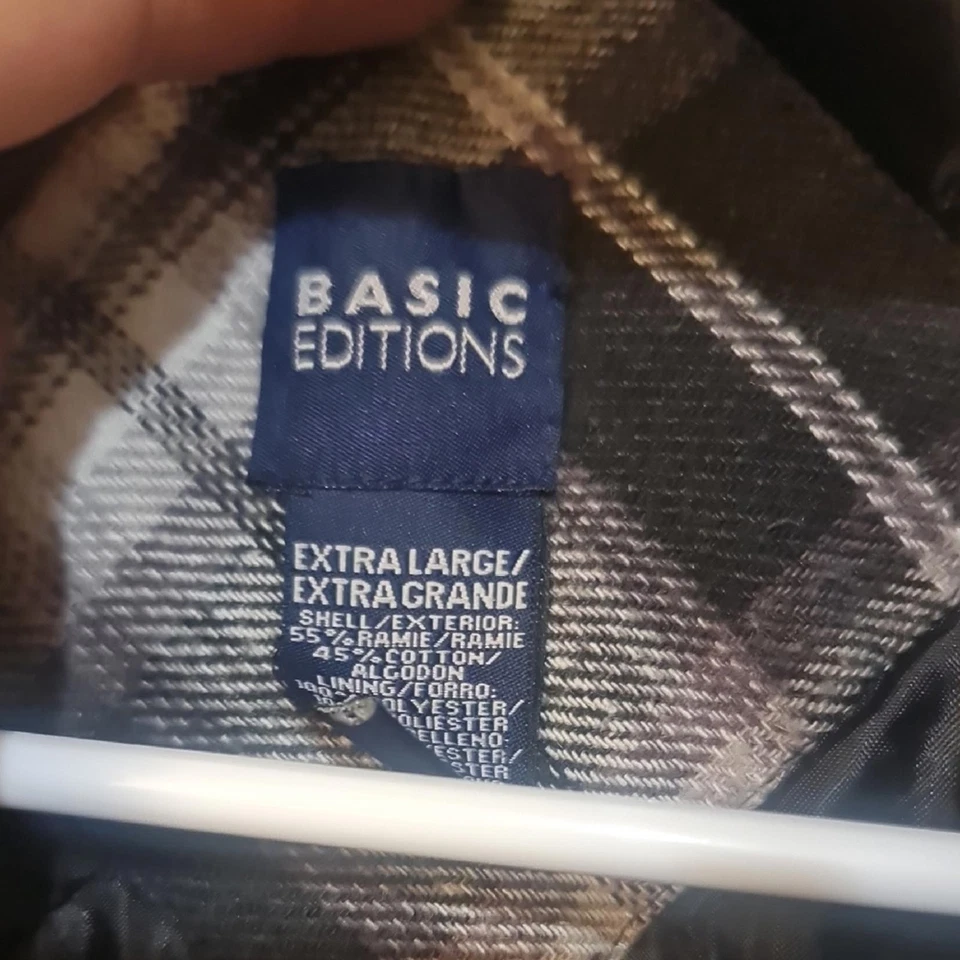 BASIC
EDITIONS
EXTRA LARGE/
EXTRA GRANDE
SHELL/EXTERIOR:
55% RAMIE/RAMIE
45% COTTON/
ALGODON
LINING/FORRO: